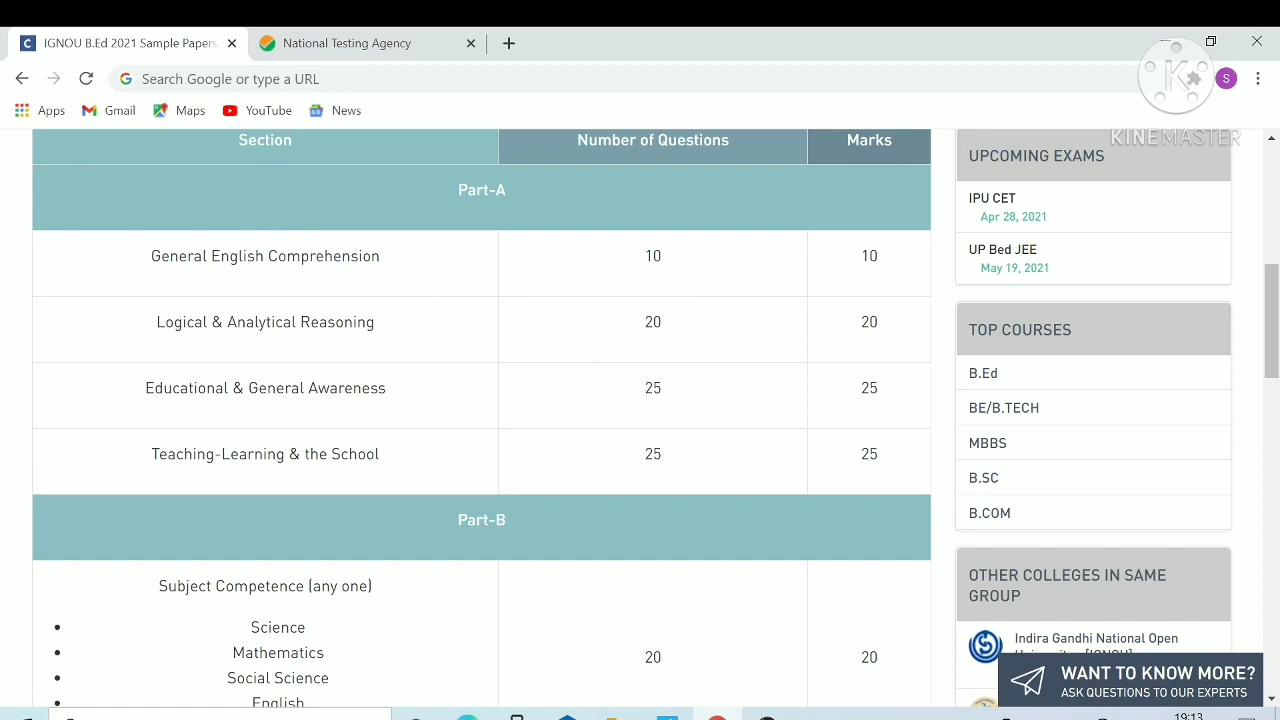 IGNOU B.Ed 2021 Sample Papers
National Testing Agency
Search Google or type a URL
S
Apps
Gmail
Maps
YouTube
News
KINEMASTER
Section
Number of Questions
Marks
Part-A
General English Comprehension
10
10
Logical & Analytical Reasoning
20
20
Educational & General Awareness
25
25
Teaching-Learning & the School
25
25
Part-B
Subject Competence (any one)
Science
Mathematics
Social Science
English
20
20
UPCOMING EXAMS
IPU CET
Apr 28, 2021
UP Bed JEE
May 19, 2021
TOP COURSES
B.Ed
BE/B.TECH
MBBS
B.SC
B.COM
OTHER COLLEGES IN SAME
GROUP
Indira Gandhi National Open
WANT TO KNOW MORE?
ASK QUESTIONS TO OUR EXPERTS
19:13